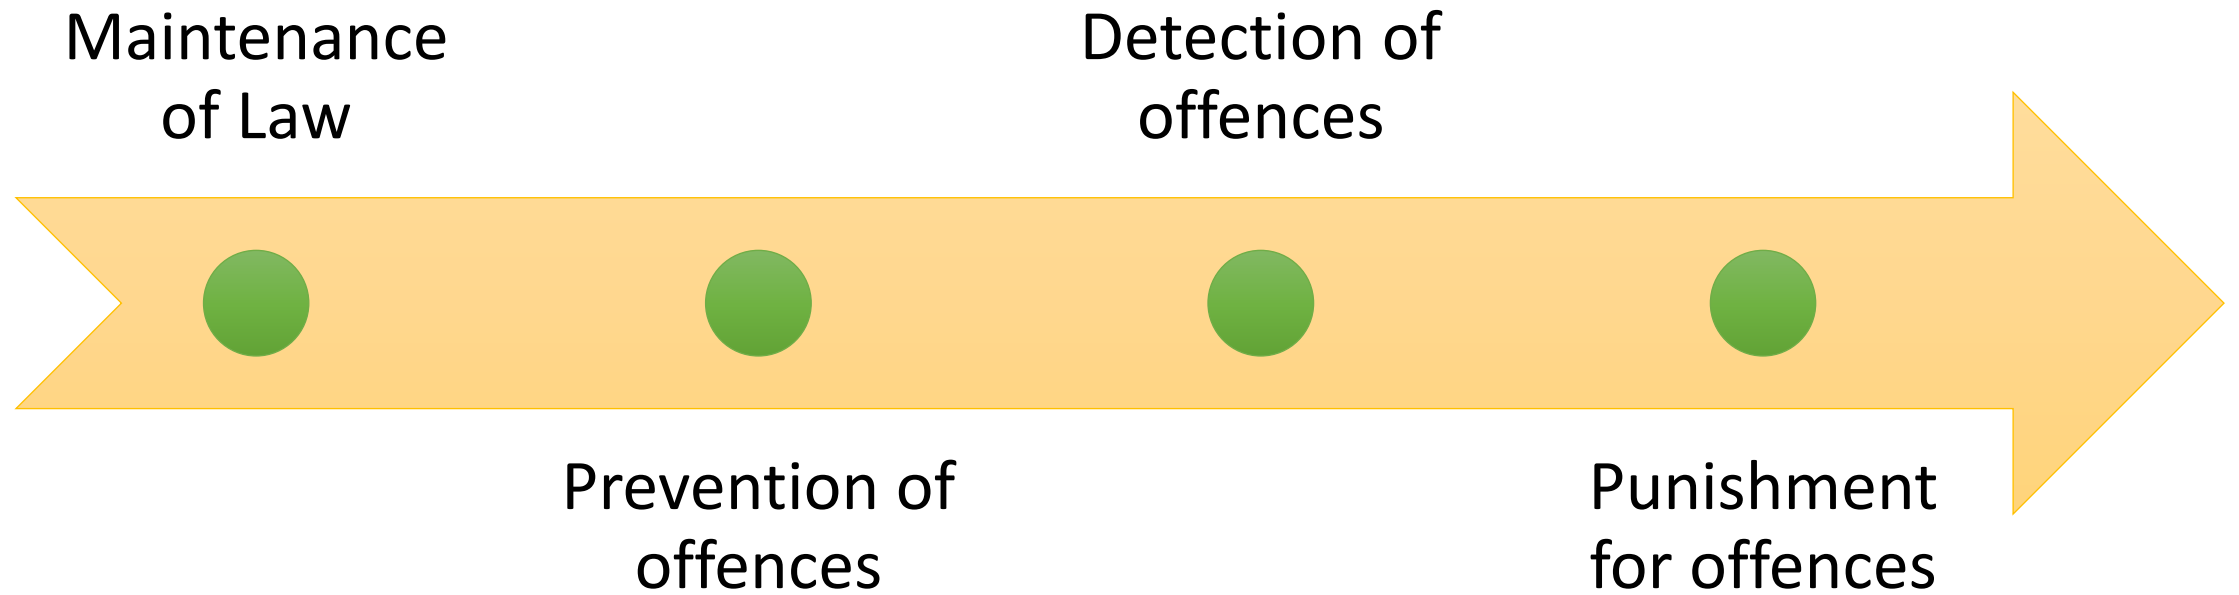 Maintenance
of Law
Prevention of
offences
Detection of
offences
Punishment
for offences